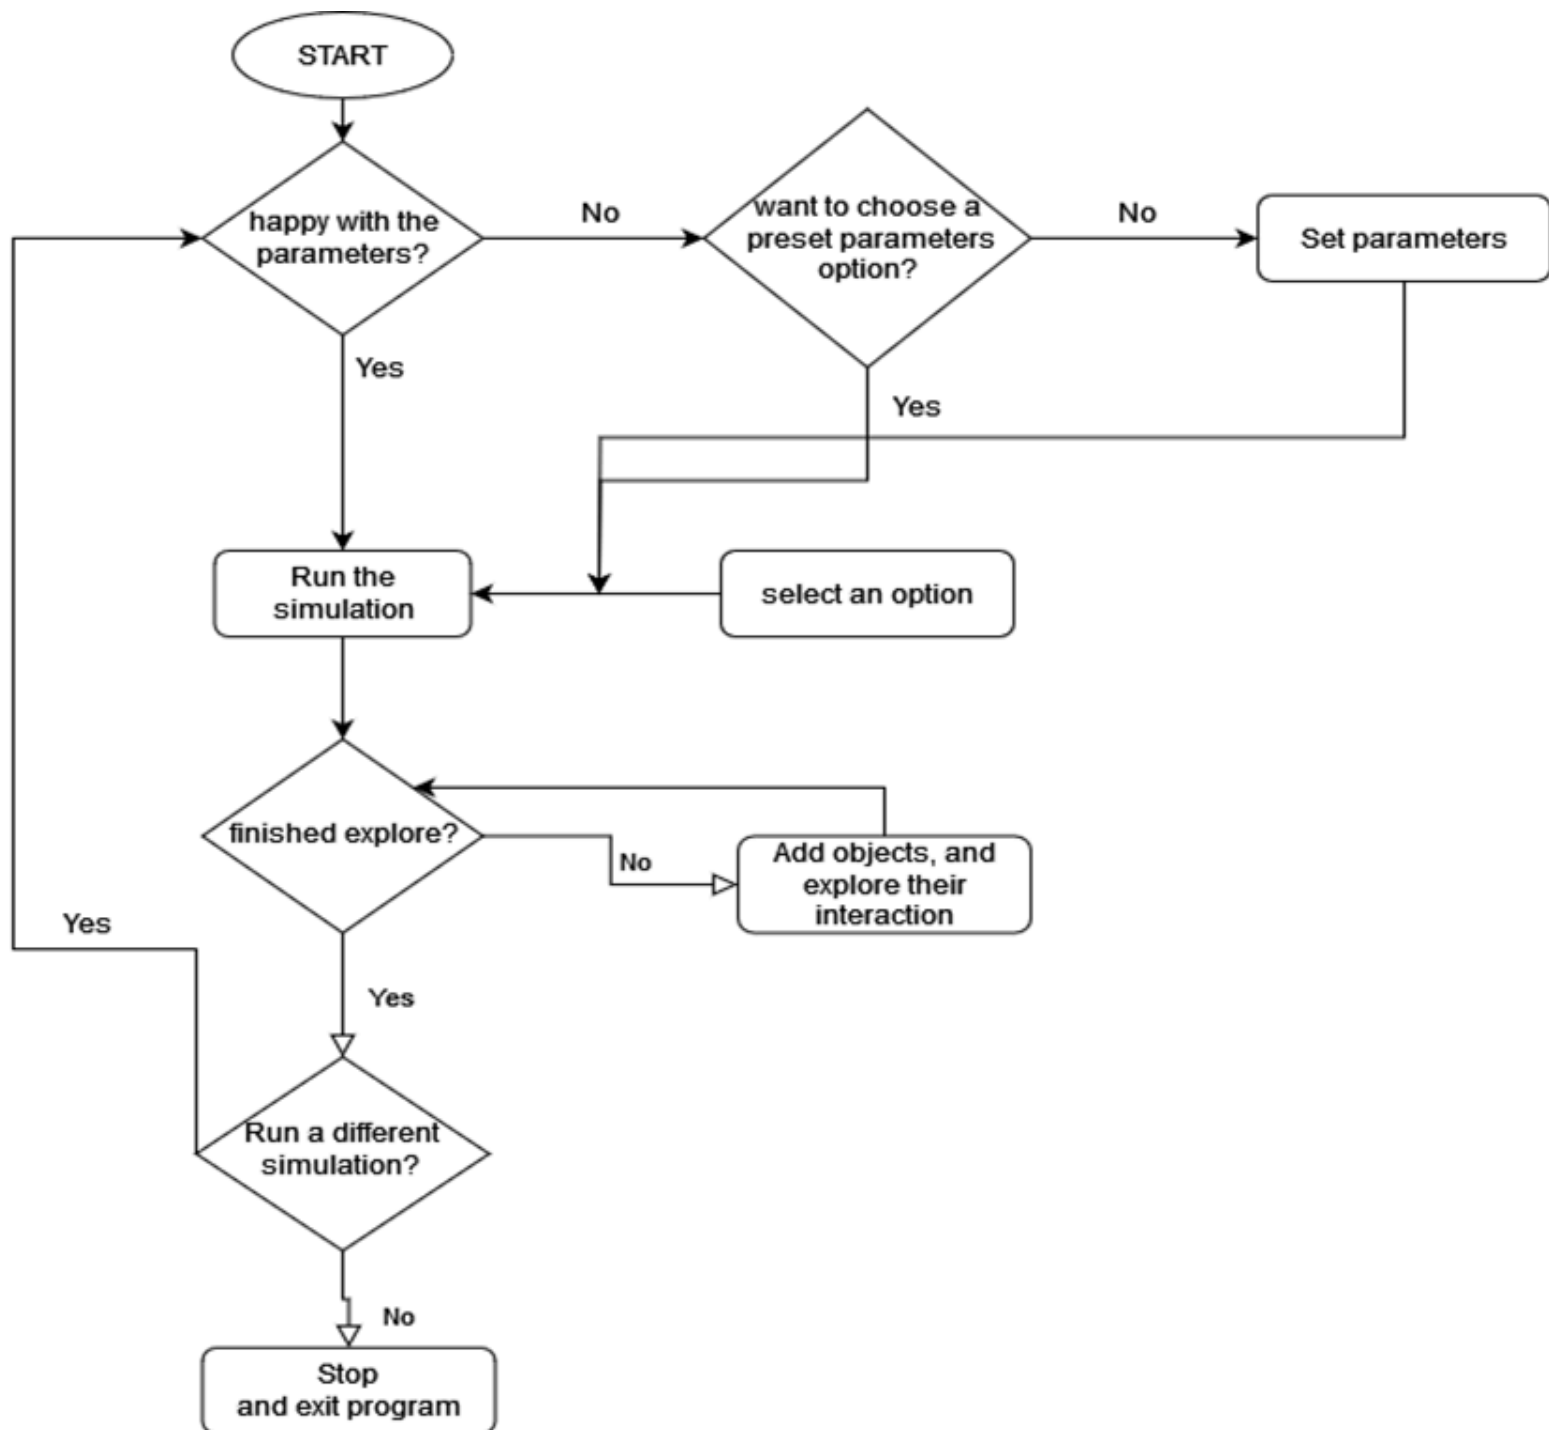 START
happy with the
parameters?
No
want to choose a
preset parameters
option?
No
Set parameters
Yes
Yes
Run the
simulation
select an option
finished explore?
No
Add objects, and
explore their
interaction
Yes
Yes
Run a different
simulation?
No
Stop
and exit program